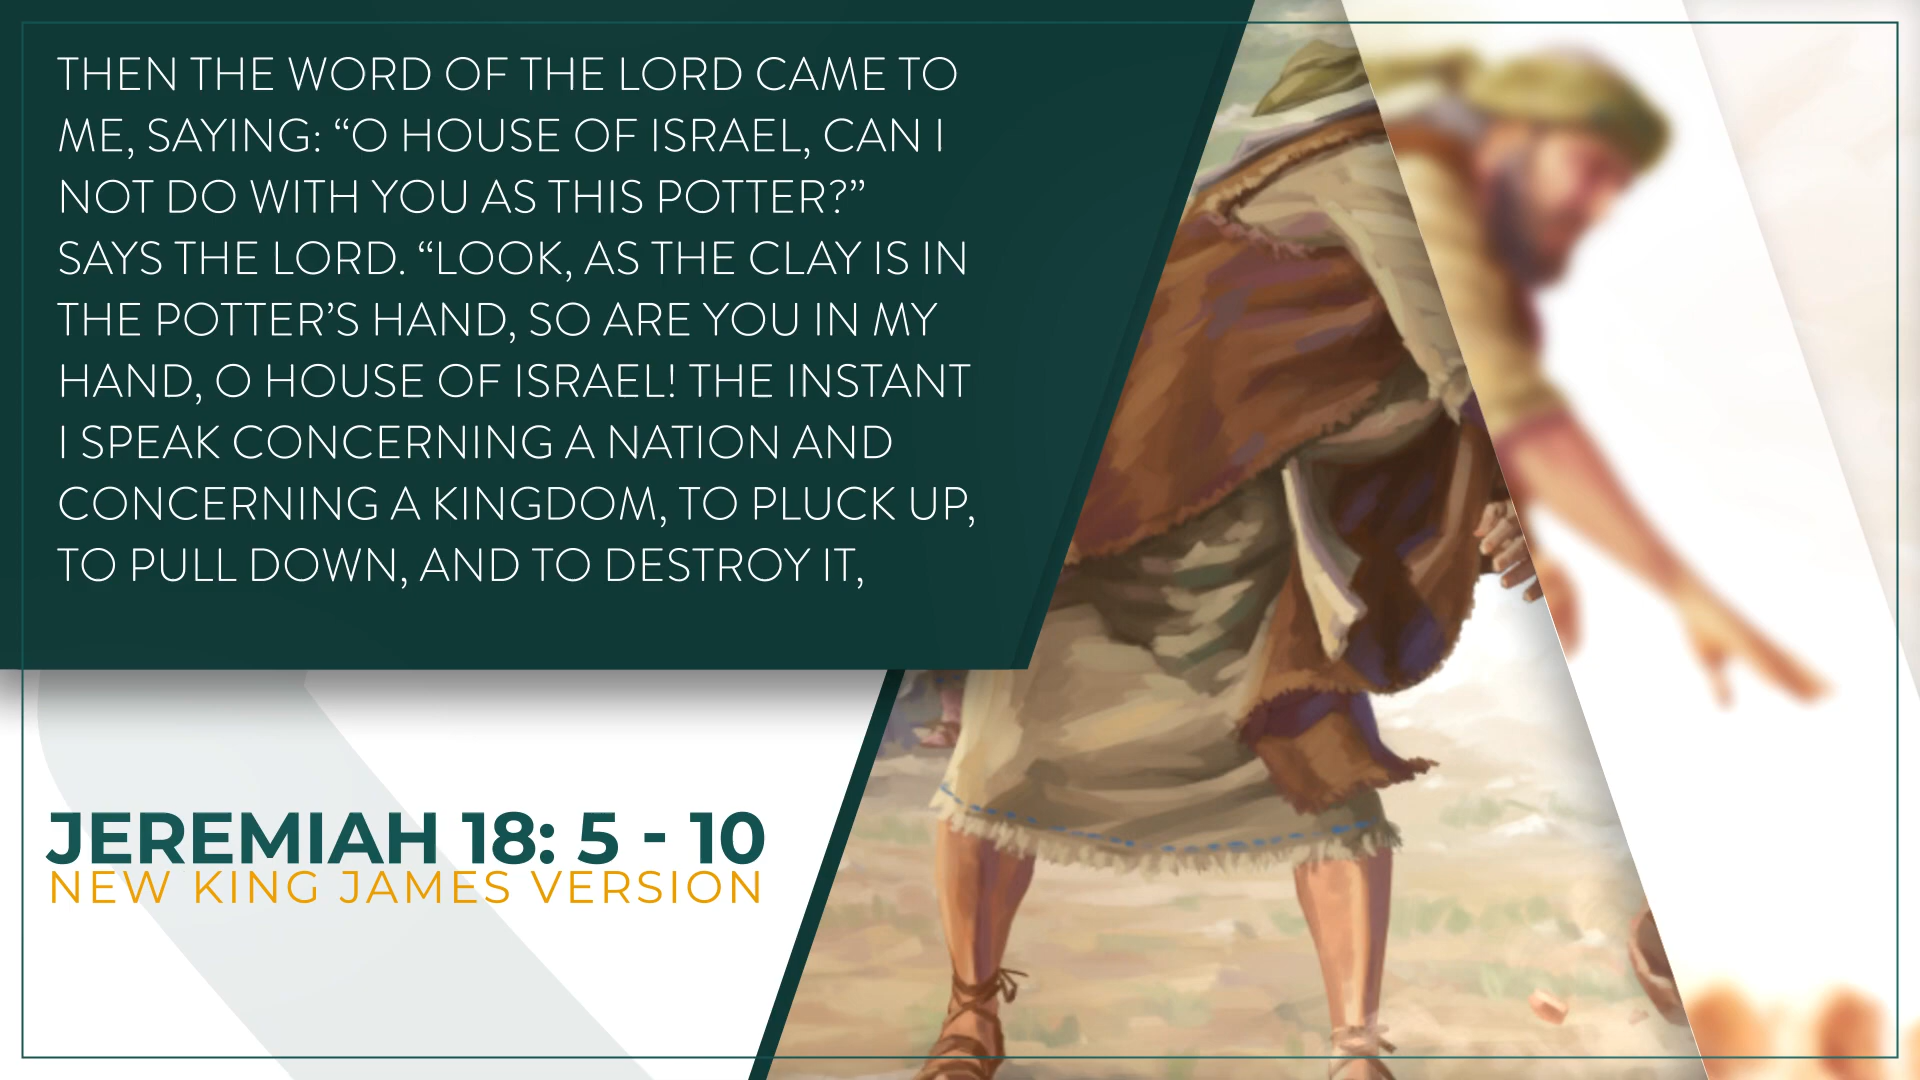 THEN THE WORD OF THE LORD CAME TO
ME, SAYING: “O HOUSE OF ISRAEL, CAN I
NOT DO WITH YOU AS THIS POTTER?”
SAYS THE LORD. “LOOK, AS THE CLAY IS IN
THE POTTER’S HAND, SO ARE YOU IN MY
HAND, O HOUSE OF ISRAEL! THE INSTANT
I SPEAK CONCERNING A NATION AND
CONCERNING A KINGDOM, TO PLUCK UP,
TO PULL DOWN, AND TO DESTROY IT,
JEREMIAH 18: 5 - 10
NEW KING JAMES VERSION